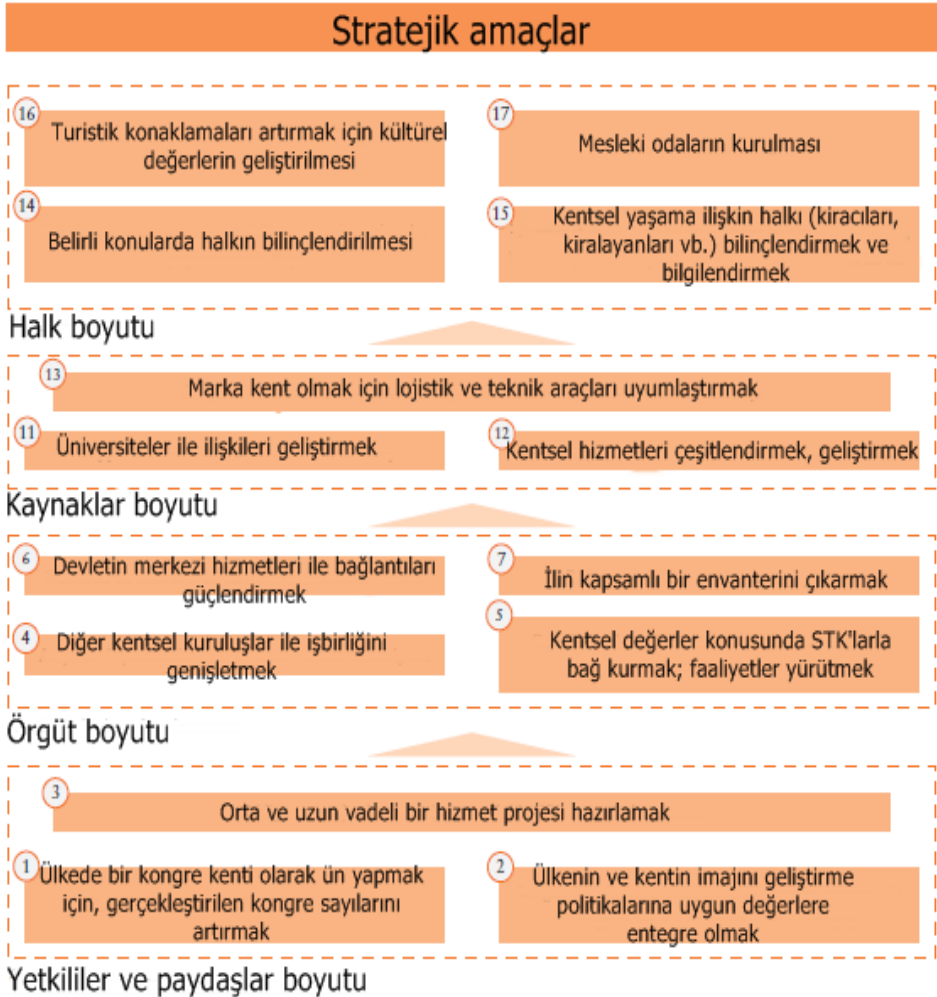 Stratejik amaçlar
16
Turistik konaklamaları artırmak için kültürel
değerlerin geliştirilmesi
17
Mesleki odaların kurulması
14
Belirli konularda halkın bilinçlendirilmesi
15
Kentsel yaşama ilişkin halkı (kiracıları,
kiralayanları vb.) bilinçlendirmek ve
bilgilendirmek
Halk boyutu
13
Marka kent olmak için lojistik ve teknik araçları uyumlaştırmak
11
Üniversiteler ile ilişkileri geliştirmek
12
Kentsel hizmetleri çeşitlendirmek, geliştirmek
Kaynaklar boyutu
6
Devletin merkezi hizmetleri ile bağlantıları
güçlendirmek
7
İlin kapsamlı bir envanterini çıkarmak
4
Diğer kentsel kuruluşlar ile işbirliğini
genişletmek
5
Kentsel değerler konusunda STK'larla
bağ kurmak; faaliyetler yürütmek
Örgüt boyutu
3
Orta ve uzun vadeli bir hizmet projesi hazırlamak
1
Ülkede bir kongre kenti olarak ün yapmak
için, gerçekleştirilen kongre sayılarını
artırmak
2
Ülkenin ve kentin imajını geliştirme
politikalarına uygun değerlere
entegre olmak
Yetkililer ve paydaşlar boyutu